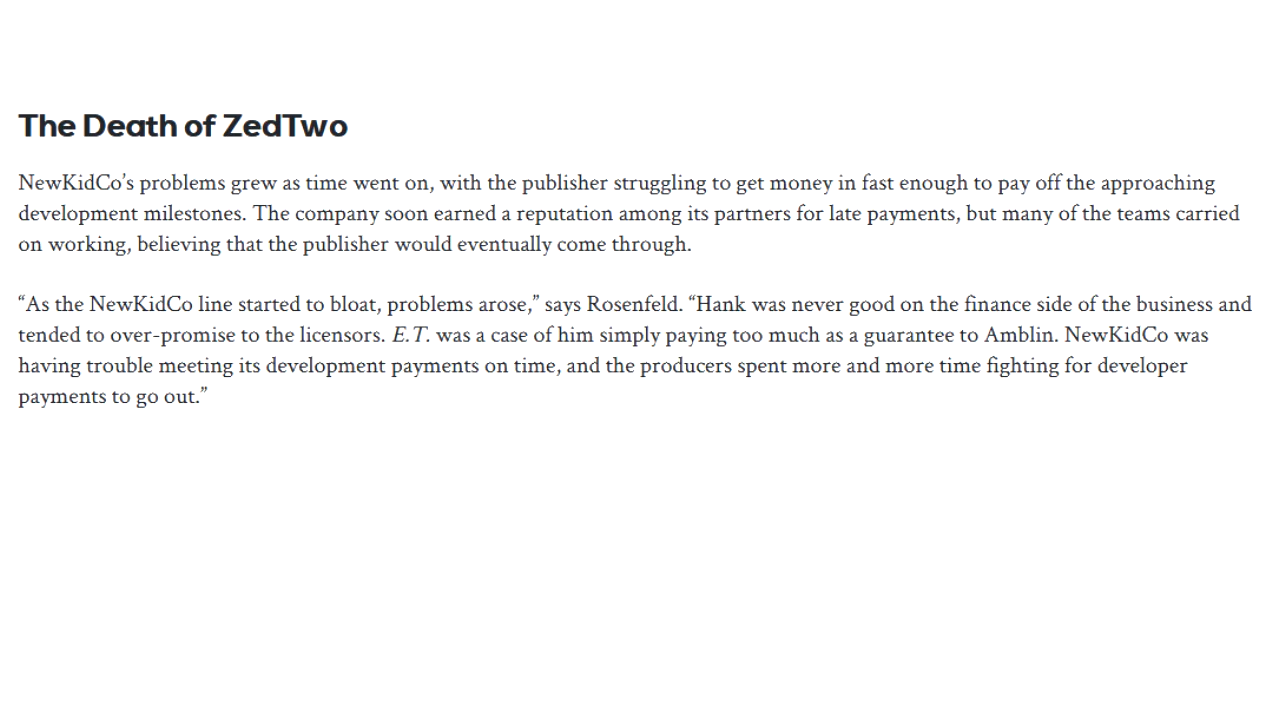 The Death of ZedTwo
NewKidCo’s problems grew as time went on, with the publisher struggling to get money in fast enough to pay off the approaching
development milestones. The company soon earned a reputation among its partners for late payments, but many of the teams carried
on working, believing that the publisher would eventually come through.
“As the NewKidCo line started to bloat, problems arose,” says Rosenfeld. “Hank was never good on the finance side of the business and
tended to over-promise to the licensors. E.T. was a case of him simply paying too much as a guarantee to Amblin. NewKidCo was
having trouble meeting its development payments on time, and the producers spent more and more time fighting for developer
payments to go out.”